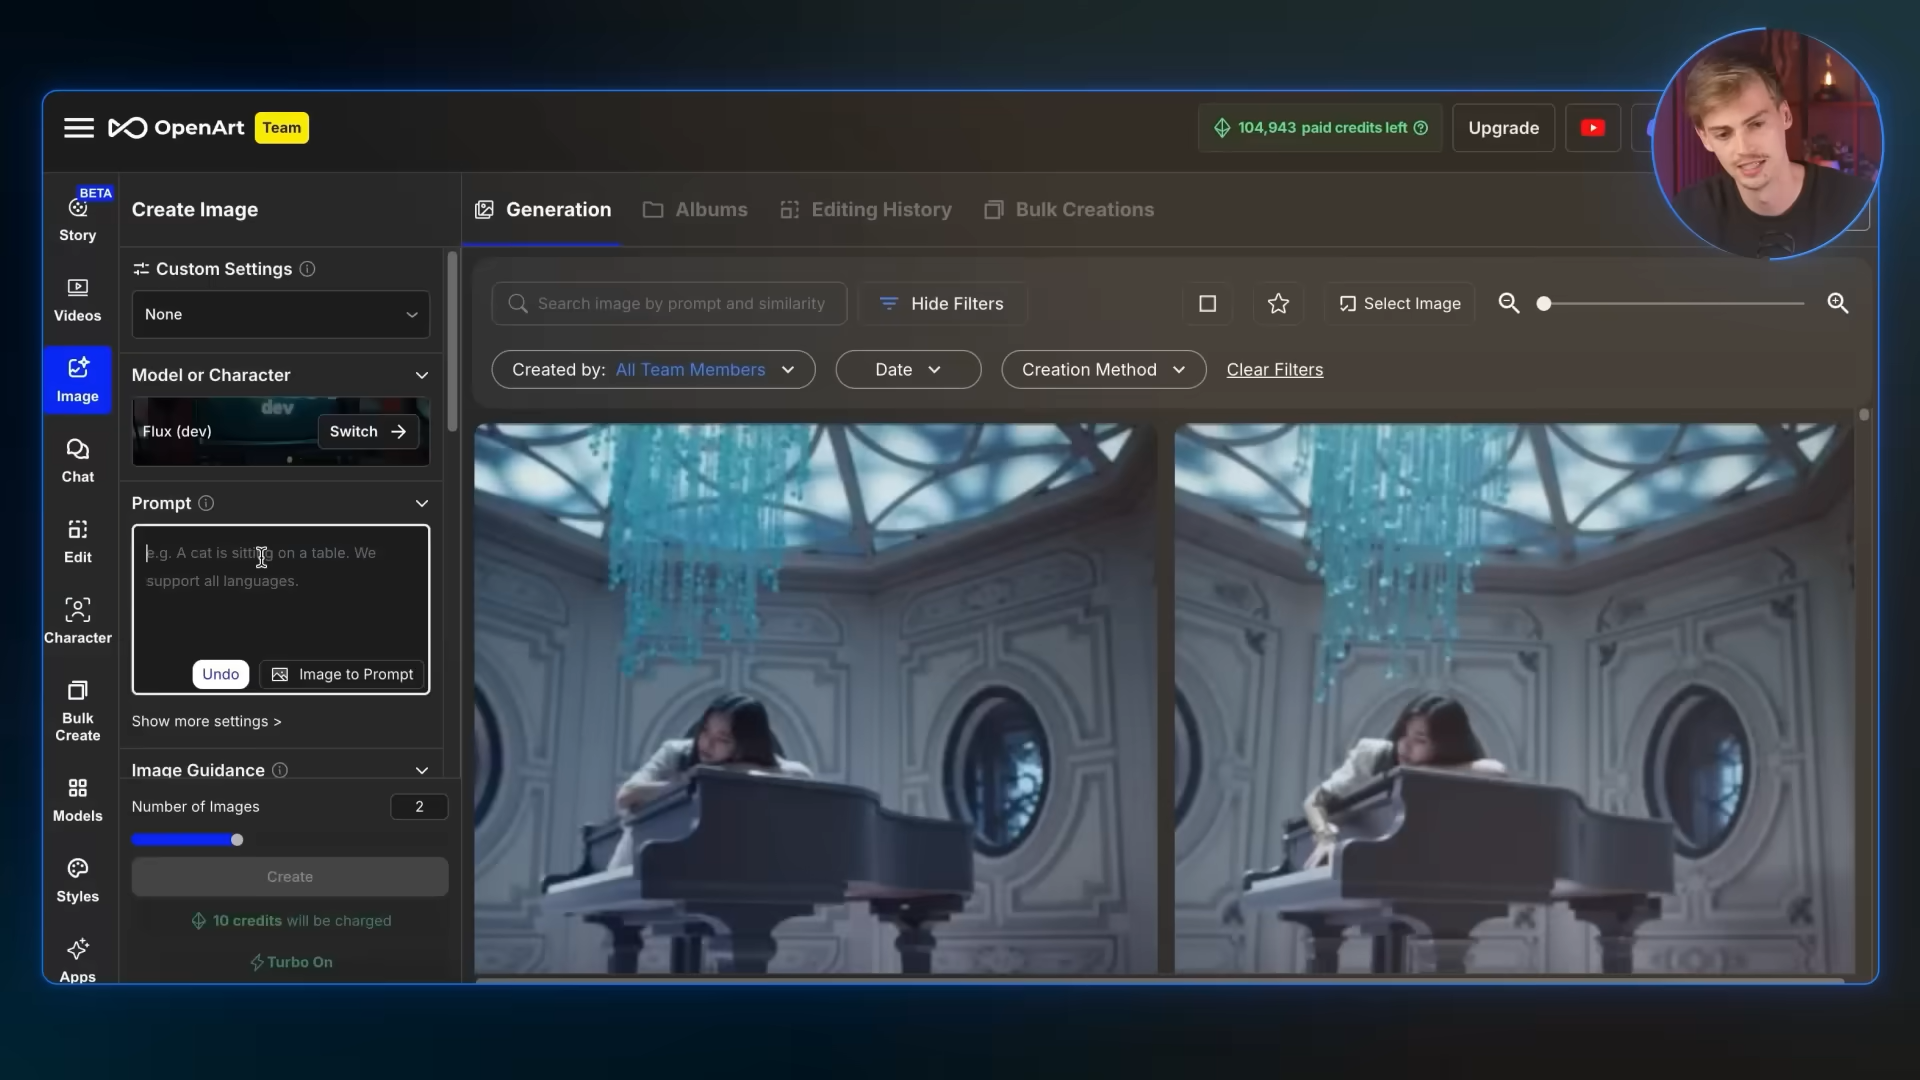 OpenArt Team
104,943 paid credits left
Upgrade
BETA
Story
Videos
Image
Chat
Edit
Character
Bulk
Create
Models
Styles
Apps
Create Image
Custom Settings
None
Model or Character
dev
Flux (dev)
Switch
Prompt
e.g. A cat is sitting on a table. We
support all languages.
Undo
Image to Prompt
Show more settings >
Image Guidance
Number of Images
2
Create
10 credits will be charged
Turbo On
Generation
Albums
Editing History
Bulk Creations
Search image by prompt and similarity
Hide Filters
Select Image
Created by: All Team Members
Date
Creation Method
Clear Filters